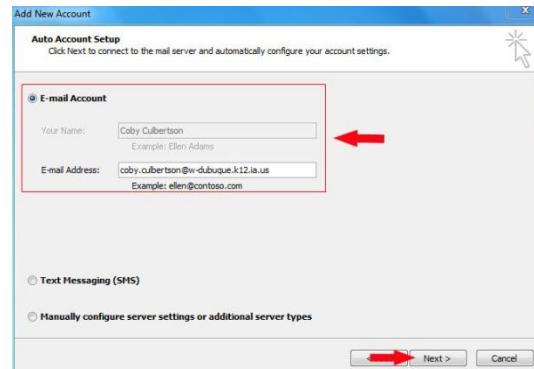 Add New Account
Auto Account Setup
Click Next to connect to the mail server and automatically configure your account settings.
E-mail Account
Your Name: Coby Culbertson
Example: Ellen Adams
E-mail Address: coby.culbertson@w-dubuque.k12.ia.us
Example: ellen@contoso.com
Text Messaging (SMS)
Manually configure server settings or additional server types
< Next > Cancel